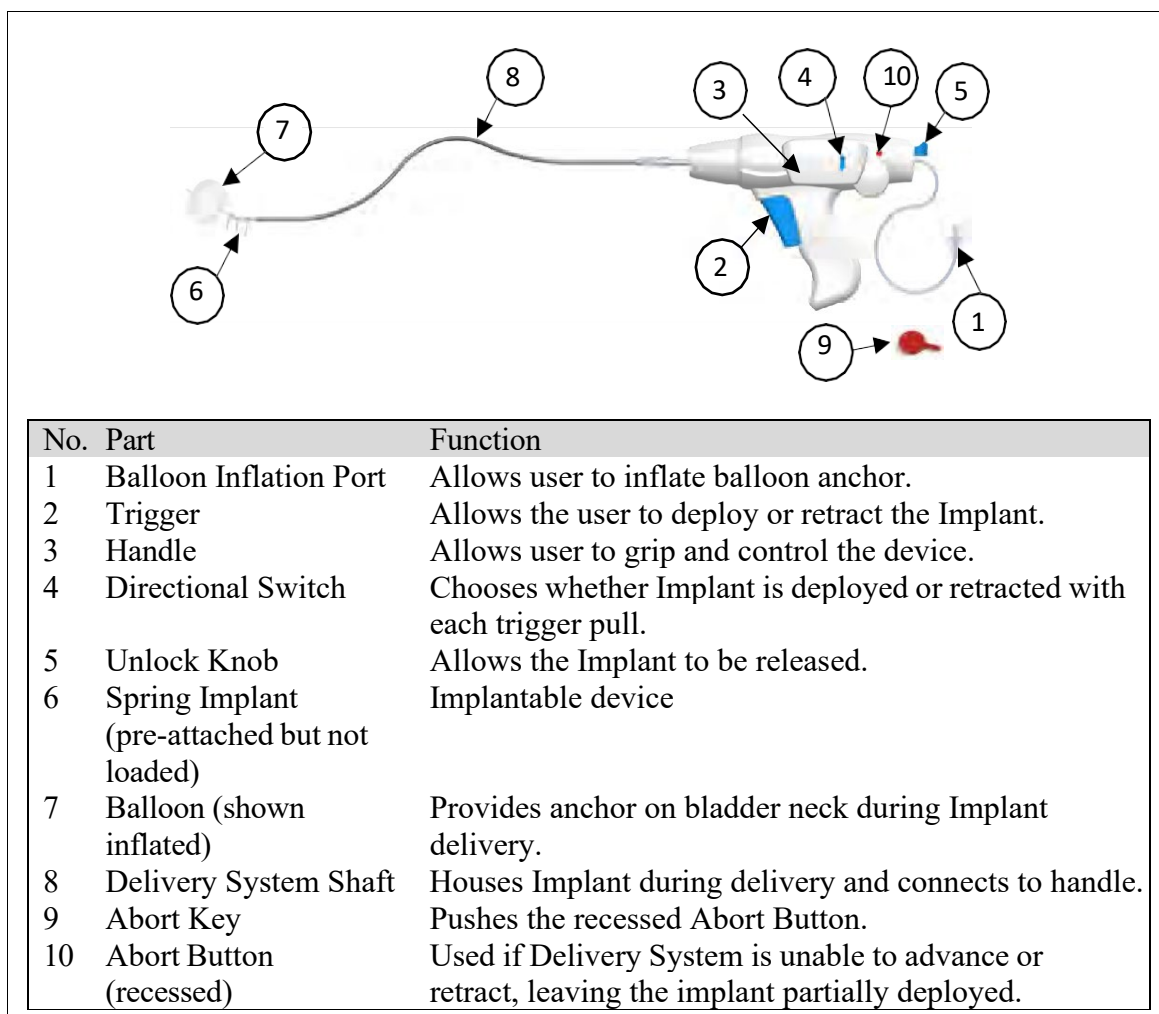 8
4
10
3
5
7
2
6
1
9
No. Part Function
1 Balloon Inflation Port Allows user to inflate balloon anchor.
2 Trigger Allows the user to deploy or retract the Implant.
3 Handle Allows user to grip and control the device.
4 Directional Switch Chooses whether Implant is deployed or retracted with
each trigger pull.
5 Unlock Knob Allows the Implant to be released.
6 Spring Implant Implantable device
(pre-attached but not
loaded)
7 Balloon (shown Provides anchor on bladder neck during Implant
inflated) delivery.
8 Delivery System Shaft Houses Implant during delivery and connects to handle.
9 Abort Key Pushes the recessed Abort Button.
10 Abort Button Used if Delivery System is unable to advance or
(recessed) retract, leaving the implant partially deployed.